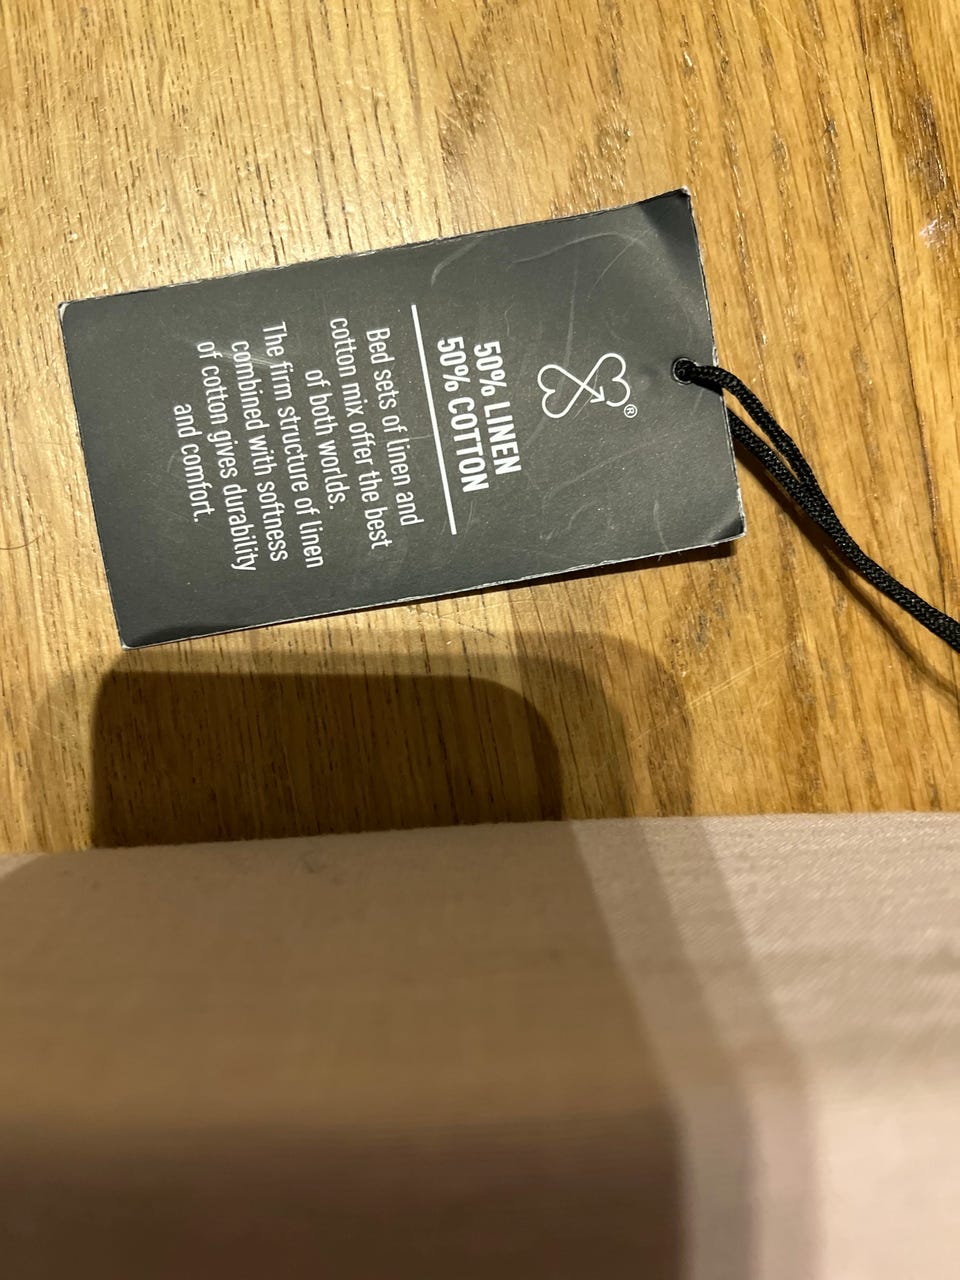 ®
50% LINEN
50% COTTON
Bed sets of linen and
cotton mix offer the best
of both worlds.
The firm structure of linen
combined with softness
of cotton gives durability
and comfort.